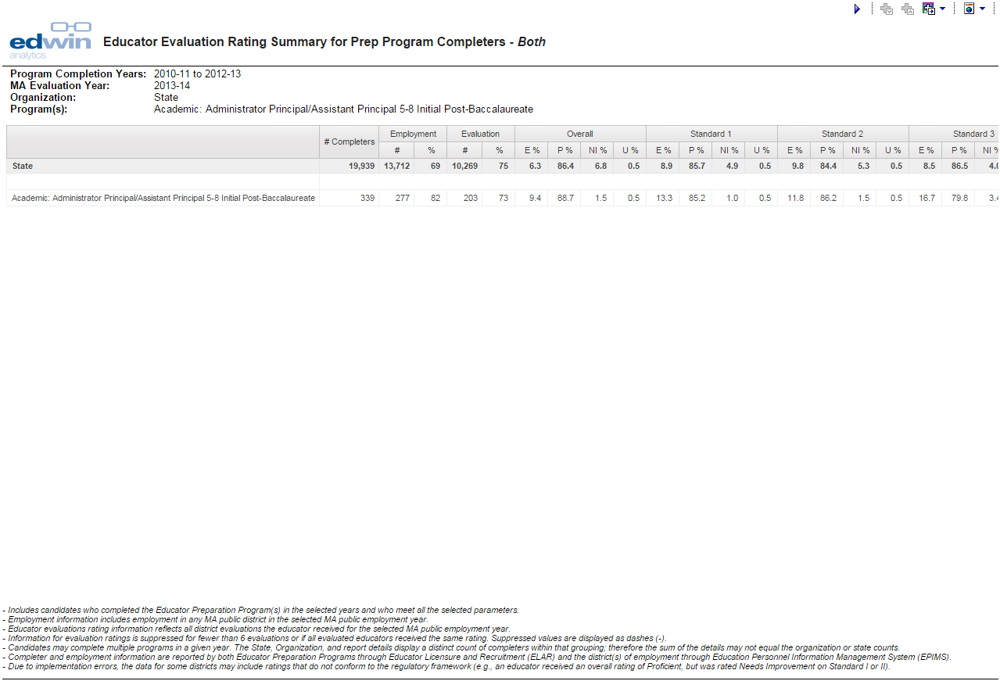 edwin
analytics
Educator Evaluation Rating Summary for Prep Program Completers - Both
Program Completion Years: 2010-11 to 2012-13
MA Evaluation Year: 2013-14
Organization: State
Program(s): Academic: Administrator Principal/Assistant Principal 5-8 Initial Post-Baccalaureate
# Completers Employment Evaluation Overall Standard 1 Standard 2 Standard 3
# % # % E % P % NI % U % E % P % NI % U % E % P % NI % U % E % P % NI %
State 19,939 13,712 69 10,269 75 6.3 86.4 6.8 0.5 8.9 85.7 4.9 0.5 9.8 84.4 5.3 0.5 8.5 86.5 4.0
Academic: Administrator Principal/Assistant Principal 5-8 Initial Post-Baccalaureate 339 277 82 203 73 9.4 88.7 1.5 0.5 13.3 85.2 1.0 0.5 11.8 86.2 1.5 0.5 16.7 79.8 3.4
- Includes candidates who completed the Educator Preparation Program(s) in the selected years and who meet all the selected parameters.
- Employment information includes employment in any MA public district in the selected MA public employment year.
- Educator evaluations rating information reflects all district evaluations the educator received for the selected MA public employment year.
- Information for evaluation ratings is suppressed for fewer than 6 evaluations or if all evaluated educators received the same rating. Suppressed values are displayed as dashes (-).
- Candidates may complete multiple programs in a given year. The State, Organization, and report details display a distinct count of completers within that grouping; therefore the sum of the details may not equal the organization or state counts.
- Completer and employment information are reported by both Educator Preparation Programs through Educator Licensure and Recruitment (ELAR) and the district(s) of employment through Education Personnel Information Management System (EPIMS).
- Due to implementation errors, the data for some districts may include ratings that do not conform to the regulatory framework (e.g., an educator received an overall rating of Proficient, but was rated Needs Improvement on Standard I or II).